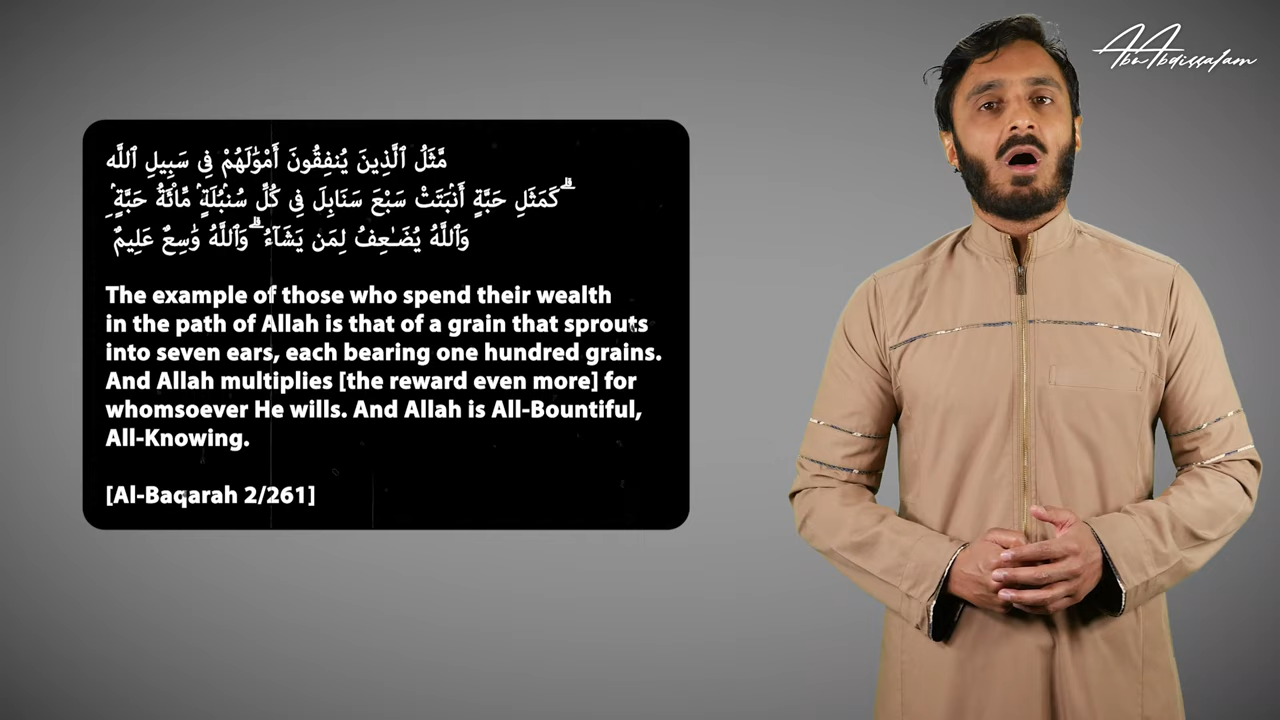 مَّثَلُ ٱلَّذِينَ يُنفِقُونَ أَمْوَٰلَهُمْ فِى سَبِيلِ ٱللَّه
كَمَثَلِ حَبَّةٍ أَنۢبَتَتْ سَبْعَ سَنَابِلَ فِى كُلِّ سُنۢبُلَةٍۢ مِّا۟ئَةُ حَبَّةٍۢ ۗ
وَٱللَّهُ يُضَـٰعِفُ لِمَن يَشَآءُ ۗ وَٱللَّهُ وَٰسِعٌ عَلِيمٌ
The example of those who spend their wealth
in the path of Allah is that of a grain that sprouts
into seven ears, each bearing one hundred grains.
And Allah multiplies [the reward even more] for
whomsoever He wills. And Allah is All-Bountiful,
All-Knowing.
[Al-Baqarah 2/261]
AbuAbdissalam